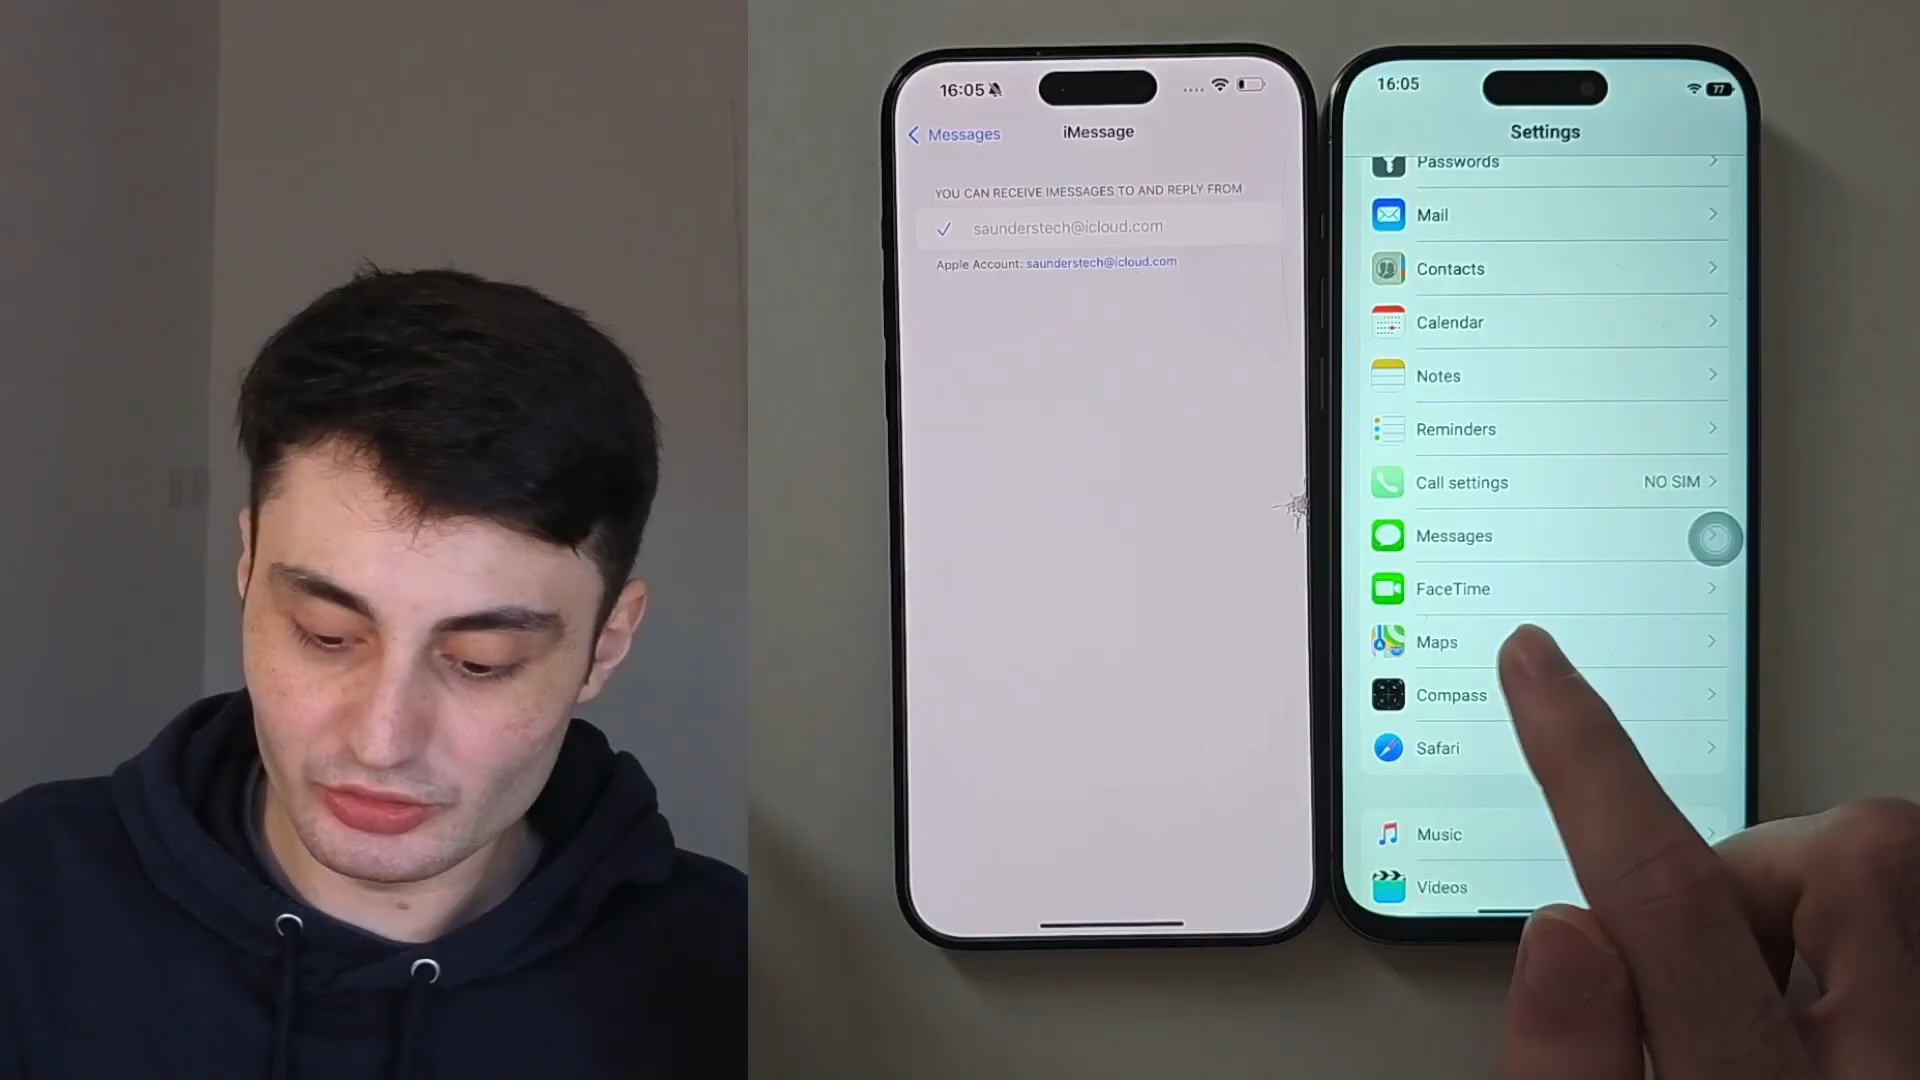 16:05
Messages
iMessage
YOU CAN RECEIVE IMESSAGES TO AND REPLY FROM
saunderstech@icloud.com
Apple Account: saunderstech@icloud.com
16:05
77
Settings
Passwords
Mail
Contacts
Calendar
Notes
Reminders
Call settings NO SIM
Messages
FaceTime
Maps
Compass
Safari
Music
Videos